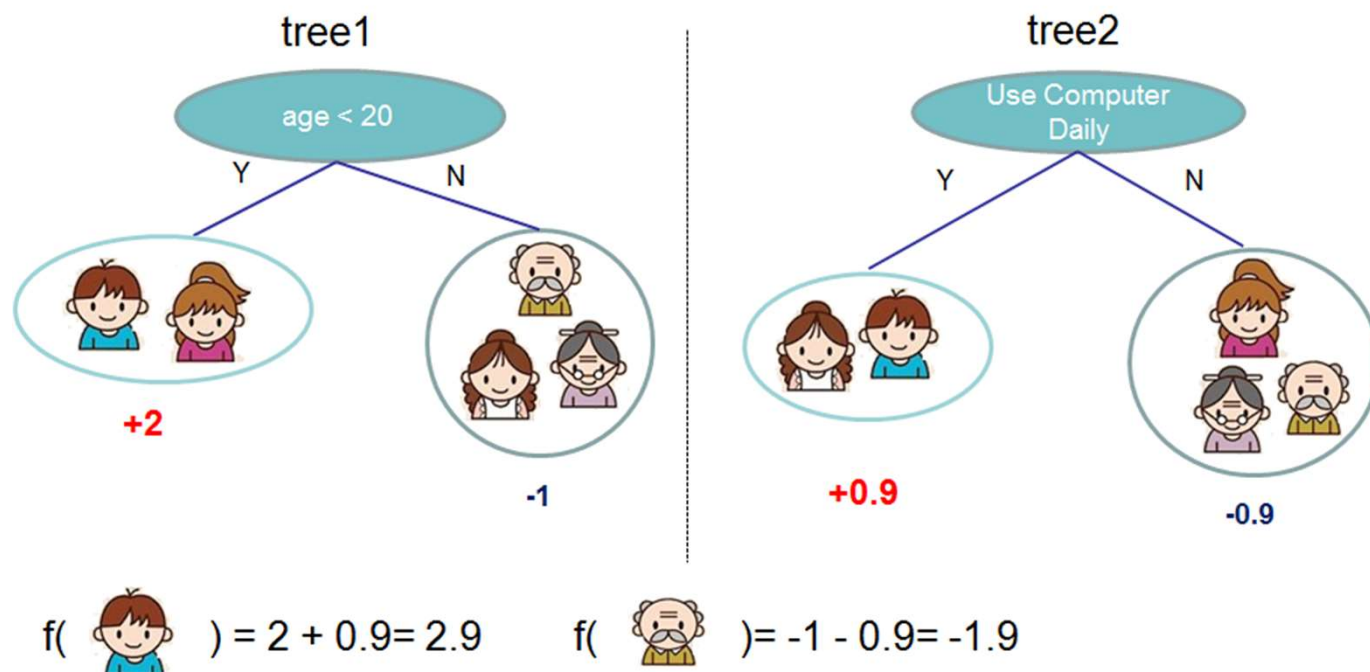 tree1
age < 20
Y
N
+2
-1
tree2
Use Computer
Daily
Y
N
+0.9
-0.9
f( ) = 2 + 0.9= 2.9
f( )= -1 - 0.9= -1.9